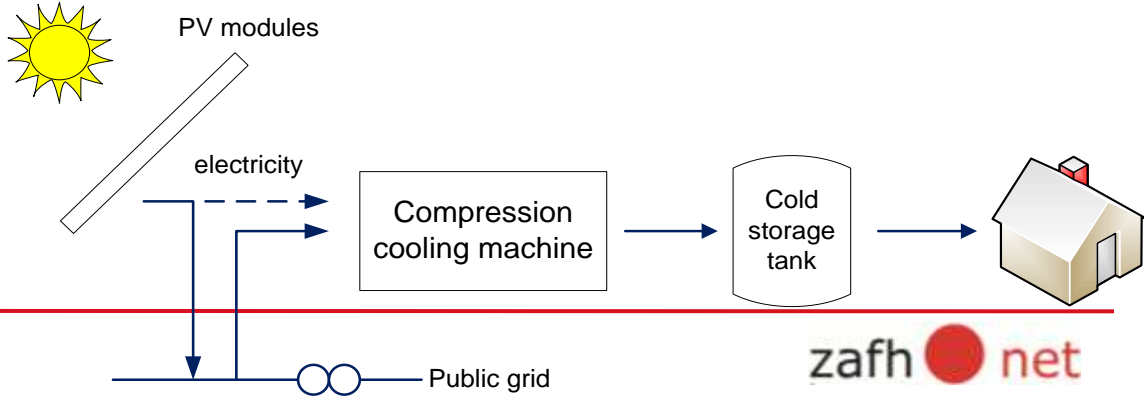 PV modules
electricity
Compression
cooling machine
Cold
storage
tank
Public grid
zafh net